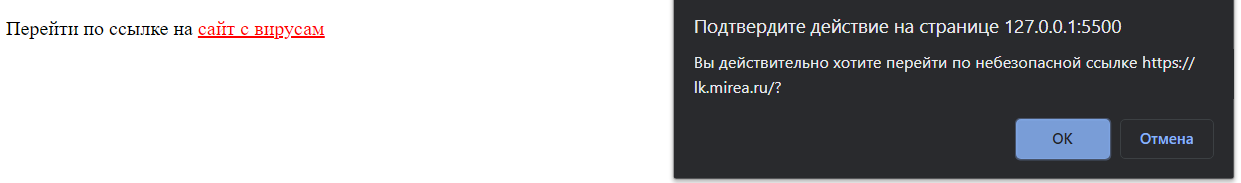 Перейти по ссылке на сайт с вирусам
Подтвердите действие на странице 127.0.0.1:5500
Вы действительно хотите перейти по небезопасной ссылке https://
lk.mirea.ru/?
ОК
Отмена